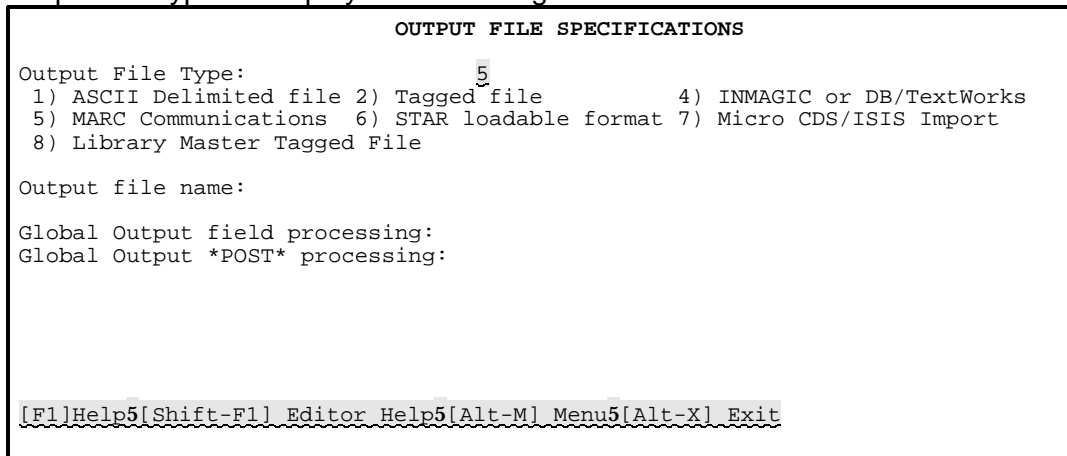 OUTPUT FILE SPECIFICATIONS
Output File Type: 5
1) ASCII Delimited file 2) Tagged file 4) INMAGIC or DB/TextWorks
5) MARC Communications 6) STAR loadable format 7) Micro CDS/ISIS Import
8) Library Master Tagged File
Output file name:
Global Output field processing:
Global Output *POST* processing:
[F1]Help5[Shift-F1] Editor Help5[Alt-M] Menu5[Alt-X] Exit